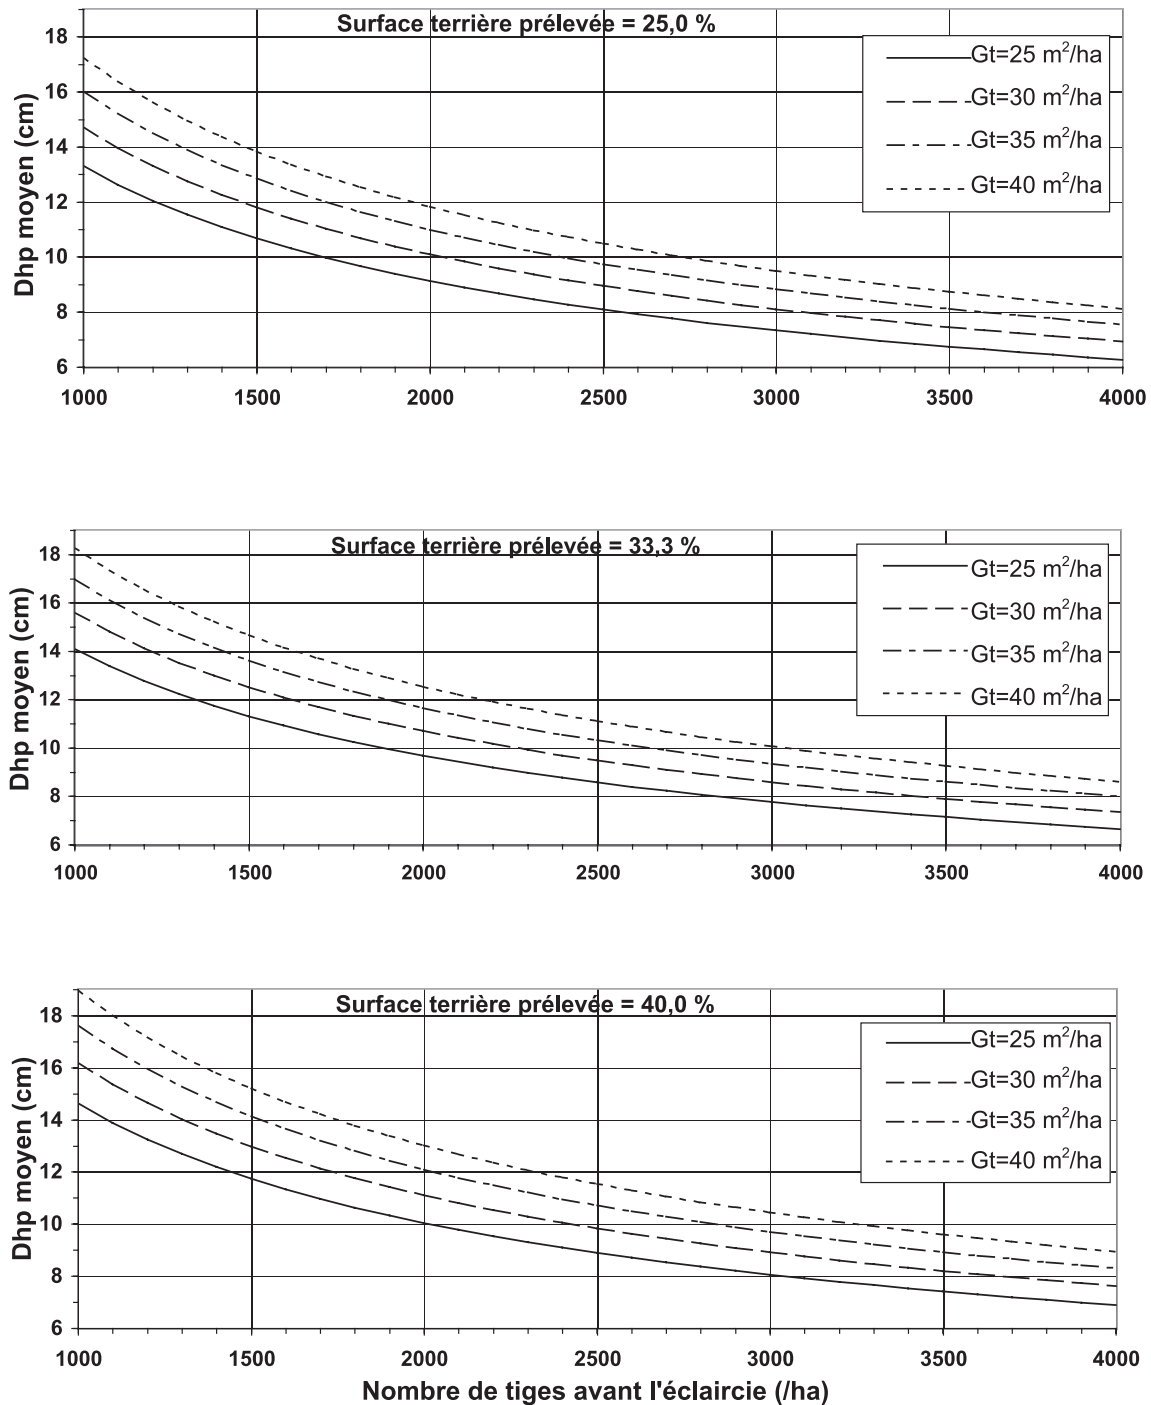 Surface terrière prélevée = 25,0 %
Dhp moyen (cm)
18
16
14
12
10
8
6
Gt=25 m²/ha
Gt=30 m²/ha
Gt=35 m²/ha
Gt=40 m²/ha
1000 1500 2000 2500 3000 3500 4000
Surface terrière prélevée = 33,3 %
Dhp moyen (cm)
18
16
14
12
10
8
6
Gt=25 m²/ha
Gt=30 m²/ha
Gt=35 m²/ha
Gt=40 m²/ha
1000 1500 2000 2500 3000 3500 4000
Surface terrière prélevée = 40,0 %
Dhp moyen (cm)
18
16
14
12
10
8
6
Gt=25 m²/ha
Gt=30 m²/ha
Gt=35 m²/ha
Gt=40 m²/ha
1000 1500 2000 2500 3000 3500 4000
Nombre de tiges avant l'éclaircie (/ha)